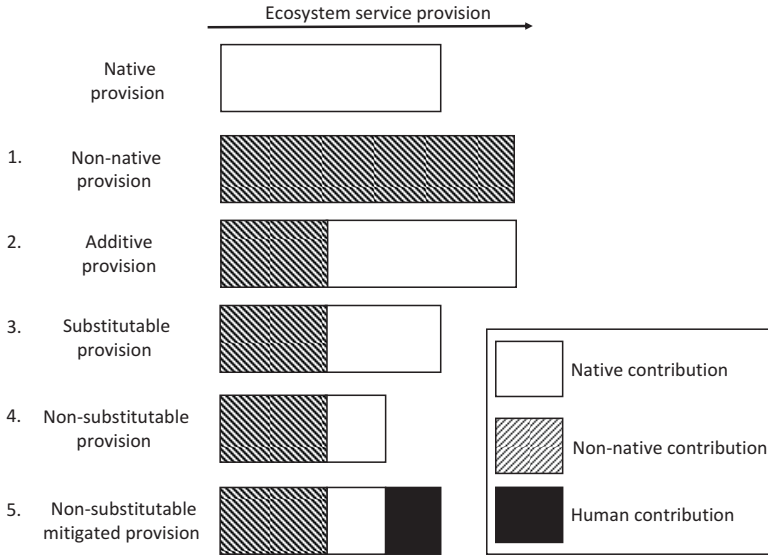 Ecosystem service provision
Native
provision
1. Non-native
provision
2. Additive
provision
3. Substitutable
provision
4. Non-substitutable
provision
5. Non-substitutable
mitigated provision
Native contribution
Non-native contribution
Human contribution